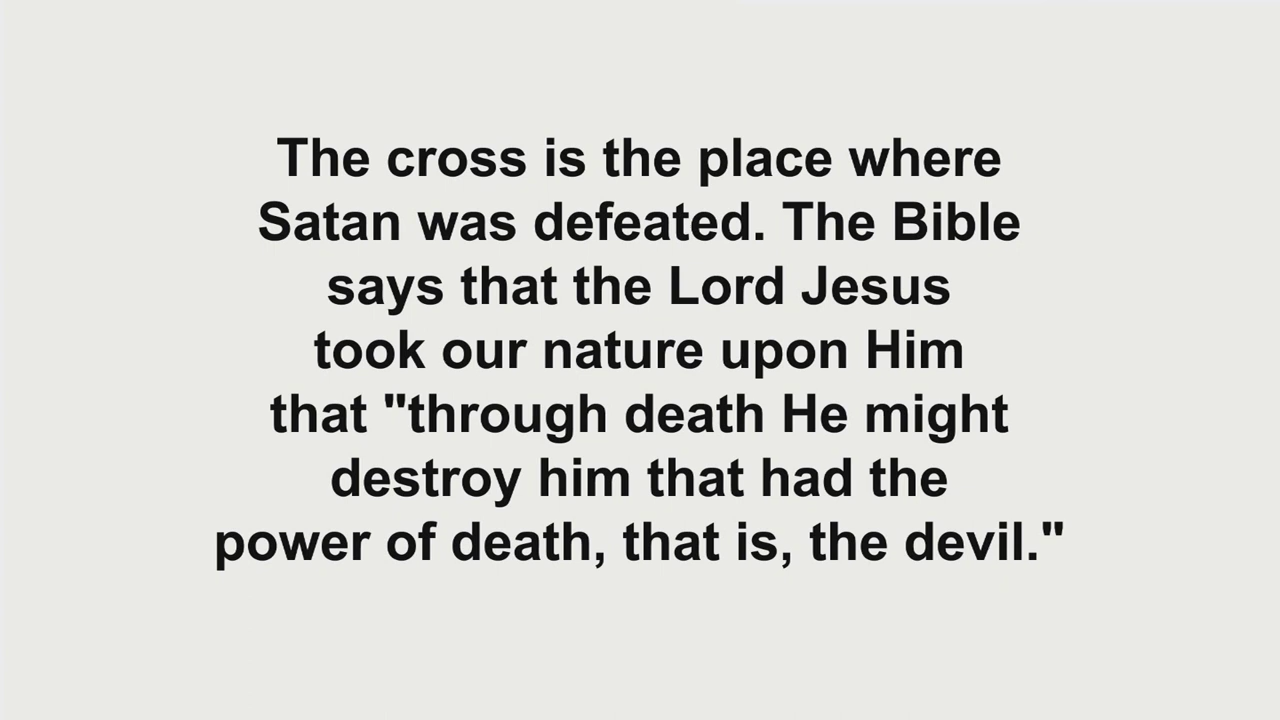 The cross is the place where
Satan was defeated. The Bible
says that the Lord Jesus
took our nature upon Him
that "through death He might
destroy him that had the
power of death, that is, the devil."